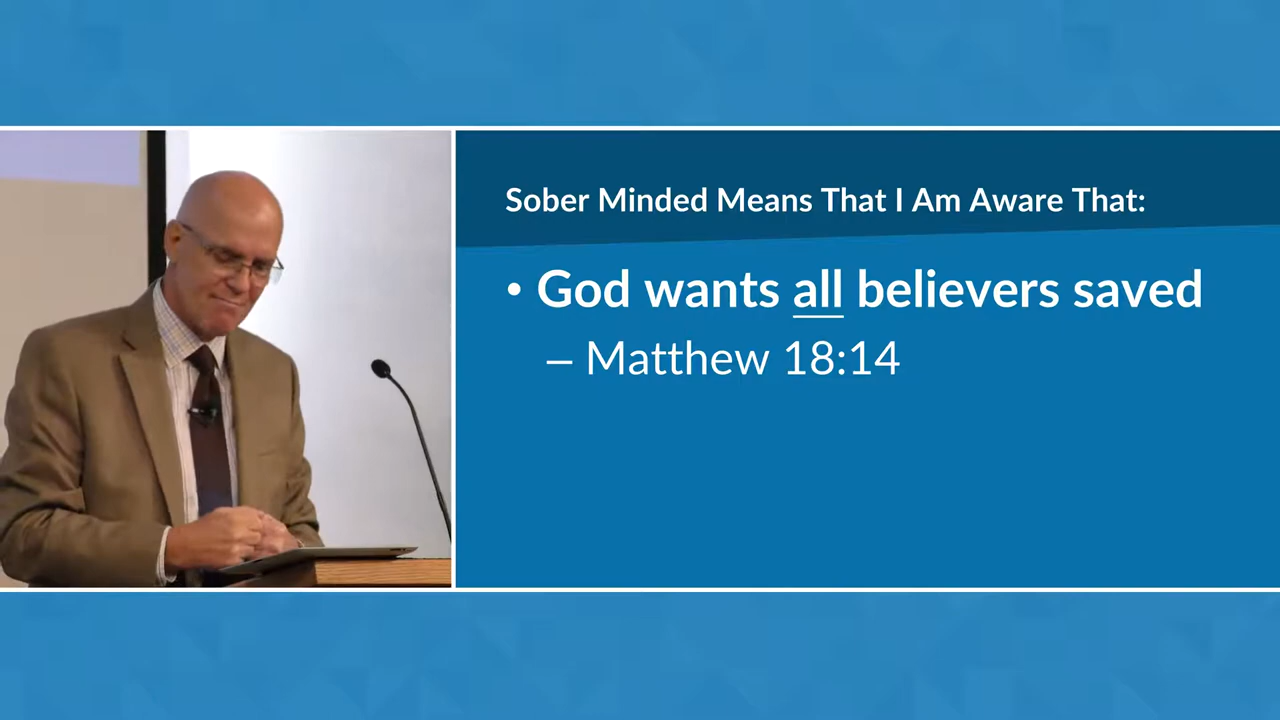 Sober Minded Means That I Am Aware That:
• God wants all believers saved
– Matthew 18:14